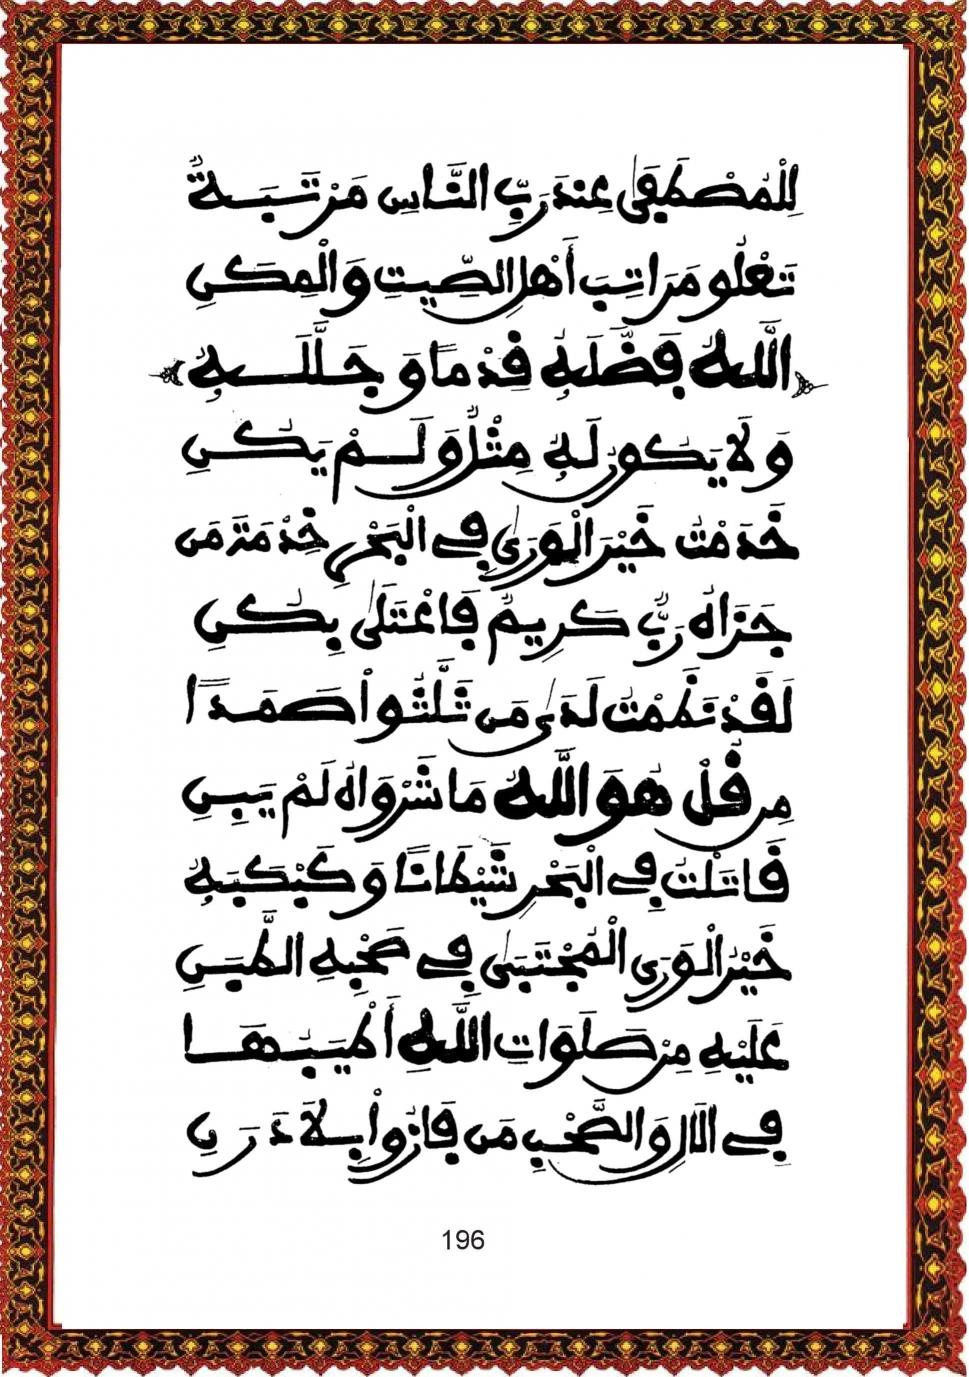 لِلْمُصْطَفَىٰ عِندَ رَبِّ النَّاسِ مَرْتَبَةٌ
تَعْلُو مَرَاتِبَ أَهْلِ الصِّيتِ وَالْمِكَنِ
اللَّهُ فَضَّلَهُ قِدْمًا وَجَلَّلَهُ
وَلَا يَكُونُ لَهُ مِثْلٌ وَلَمْ يَكُنِ
خَدَمْتُ خَيْرَ الْوَرَىٰ فِي الْبَحْرِ خِدْمَةَ مَن
جَزَاهُ رَبٌّ كَرِيمٌ فَاعْتَلَىٰ بِكُنِ
لَقَدْ نَظَمْتُ لَدَىٰ مَن ثَلَّثُوا صَمَدًا
مِن قُلْ هُوَ اللَّهُ مَا شَرْوَاهُ لَمْ يَبِنِ
قَاتَلْتُ فِي الْبَحْرِ شَيْطَانًا وَكَبْكَبَهُ
خَيْرُ الْوَرَى الْمُجْتَبَىٰ فِي صَحْبِهِ الطَّبِنِ
عَلَيْهِ مِن صَلَوَاتِ اللَّهِ أَطْيَبُهَا
فِي الْآلِ وَالصَّحْبِ مَن فَازُوا بِلَا دَرَنِ
196